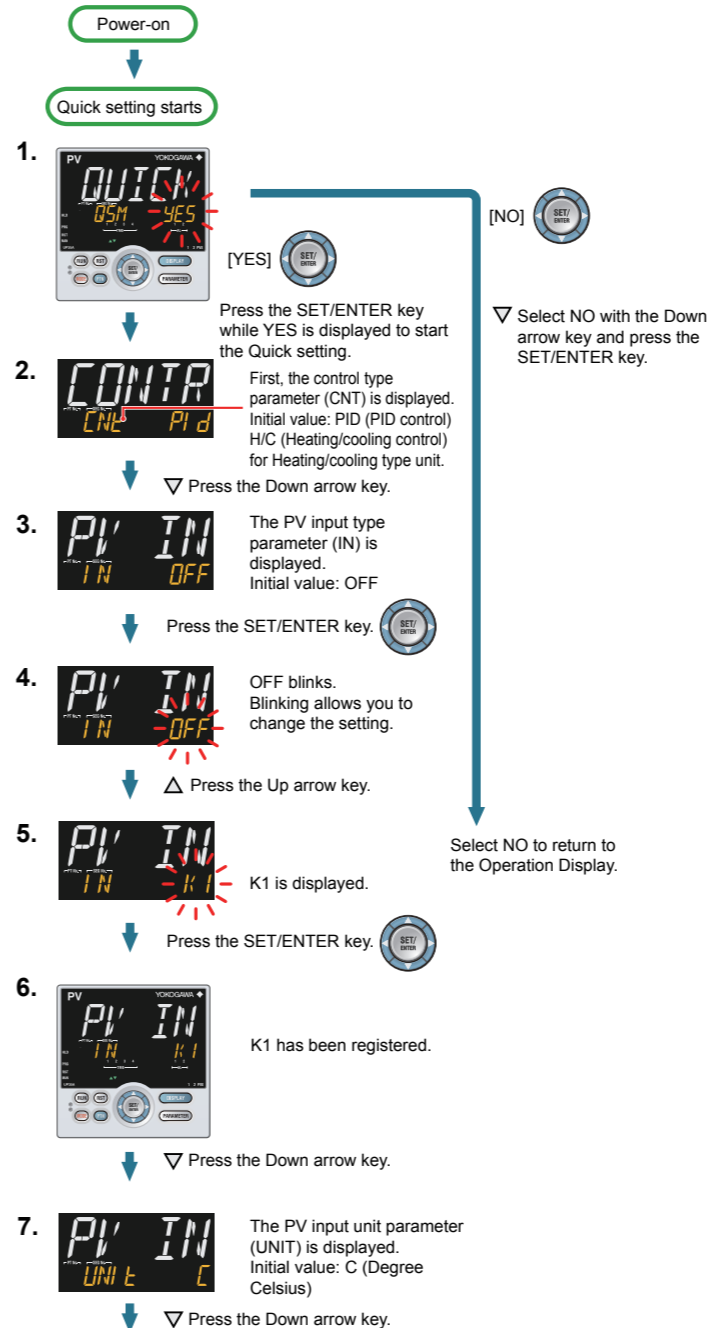 Power-on
Quick setting starts
1.
PV
YOKOGAWA
QUICK
QSM YES
[YES]
SET/
ENTER
[NO]
SET/
ENTER
DISPLAY
PARAMETER
Press the SET/ENTER key
while YES is displayed to start
the Quick setting.
Select NO with the Down
arrow key and press the
SET/ENTER key.
2.
CONTR
CNt PId
First, the control type
parameter (CNT) is displayed.
Initial value: PID (PID control)
H/C (Heating/cooling control)
for Heating/cooling type unit.
Press the Down arrow key.
3.
PV IN
IN OFF
The PV input type
parameter (IN) is
displayed.
Initial value: OFF
Press the SET/ENTER key.
SET/
ENTER
4.
PV IN
IN OFF
OFF blinks.
Blinking allows you to
change the setting.
Press the Up arrow key.
5.
PV IN
IN K1
K1 is displayed.
Select NO to return to
the Operation Display.
Press the SET/ENTER key.
SET/
ENTER
6.
PV
YOKOGAWA
PV IN
IN K1
DISPLAY
PARAMETER
K1 has been registered.
Press the Down arrow key.
7.
PV IN
UNIt C
The PV input unit parameter
(UNIT) is displayed.
Initial value: C (Degree
Celsius)
Press the Down arrow key.